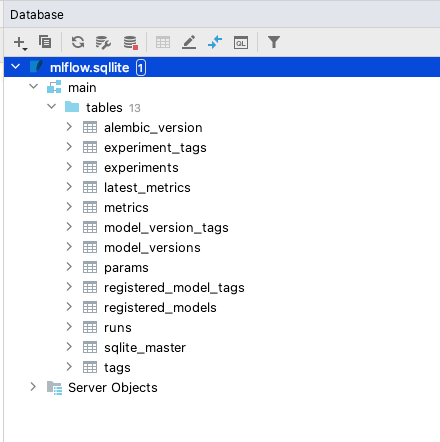 Database
QL
mlflow.sqllite 1
main
tables 13
alembic_version
experiment_tags
experiments
latest_metrics
metrics
model_version_tags
model_versions
params
registered_model_tags
registered_models
runs
sqlite_master
tags
Server Objects